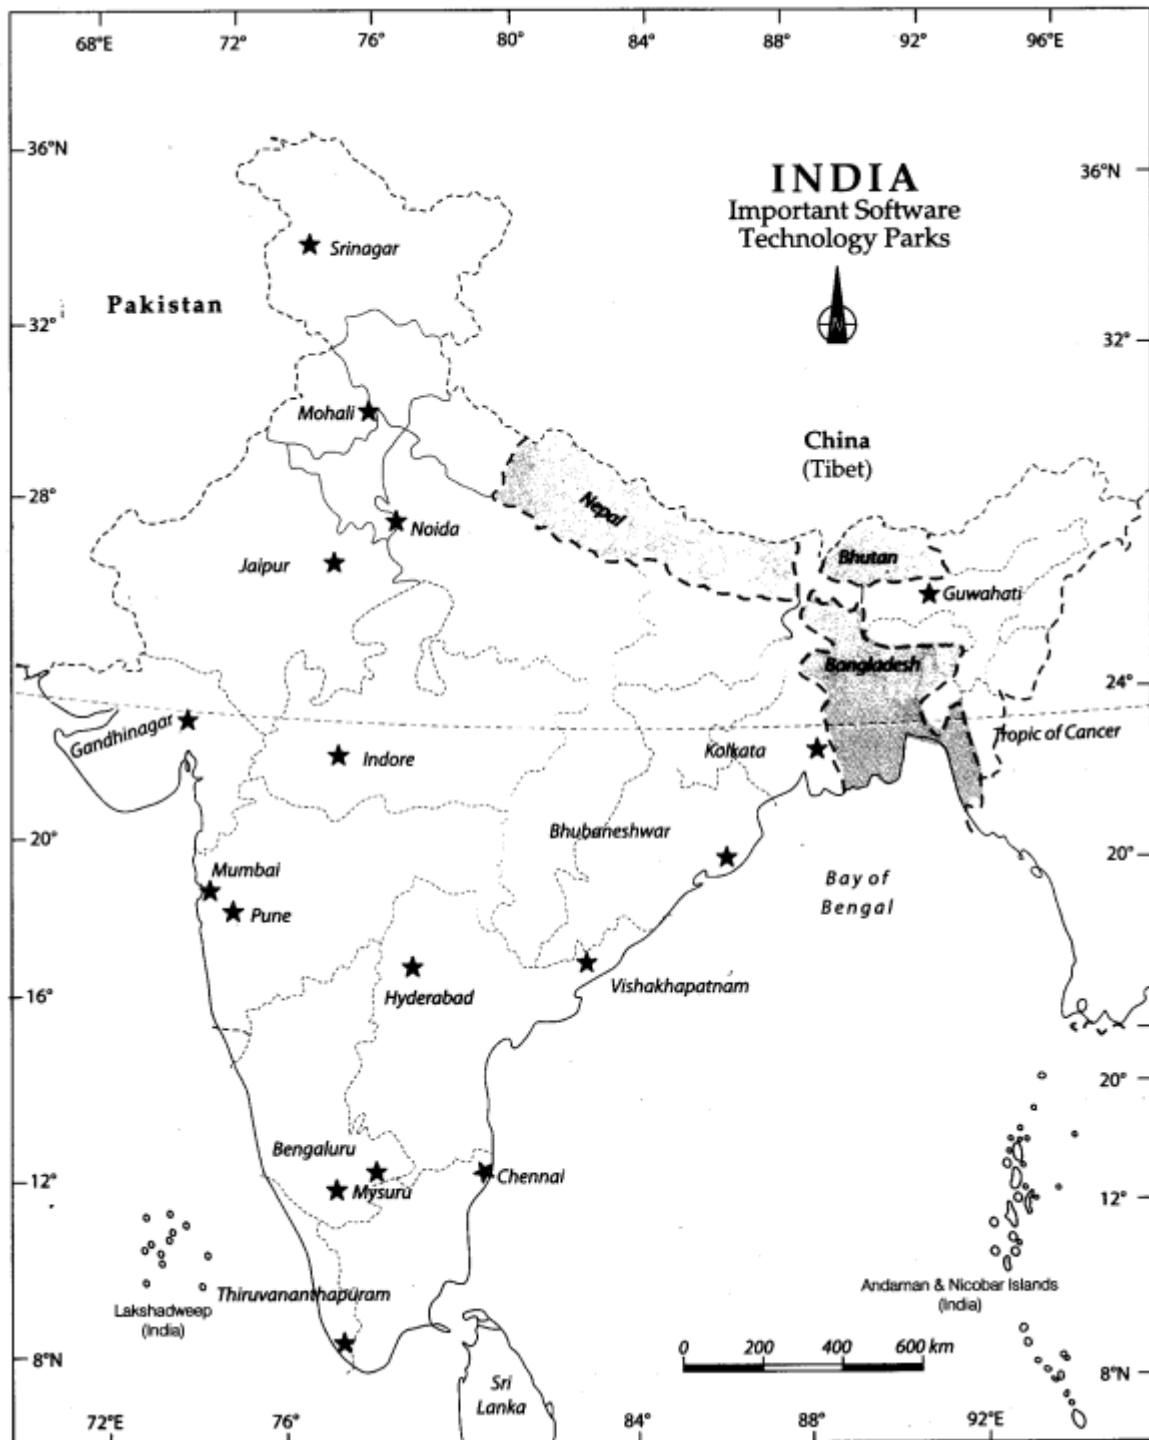 68°E 72° 76° 80° 84° 88° 92° 96°E
36°N
36°N
INDIA
Important Software
Technology Parks
N
Srinagar
Pakistan
32°
32°
Mohali
China
(Tibet)
28°
Nepal
Noida
Jaipur
Bhutan
Guwahati
Bangladesh
24°
Gandhinagar
Tropic of Cancer
Kolkata
Indore
20°
Bhubaneshwar
20°
Mumbai
Bay of
Bengal
Pune
Hyderabad
Vishakhapatnam
16°
20°
Bengaluru
Chennai
12°
Mysuru
12°
Thiruvananthapuram
Lakshadweep
(India)
Andaman & Nicobar Islands
(India)
0 200 400 600 km
8°N
8°N
Sri
Lanka
72°E 76° 84° 88° 92°E